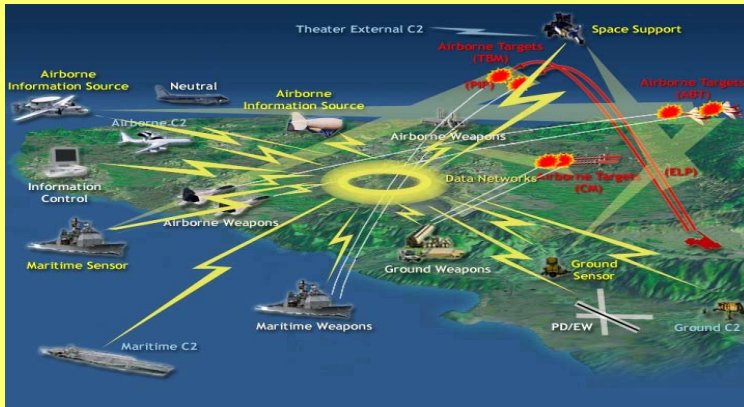 Theater External C2
Space Support
Airborne Targets
(TBM)
(PIP)
Airborne
Information Source
Neutral
Airborne
Information Source
Airborne Targets
(ABT)
Airborne C2
Airborne Weapons
Information
Control
Data Networks
Airborne Targets
(CM)
(ELP)
Airborne Weapons
Maritime Sensor
Ground Weapons
Ground
Sensor
Maritime Weapons
PD/EW
Ground C2
Maritime C2